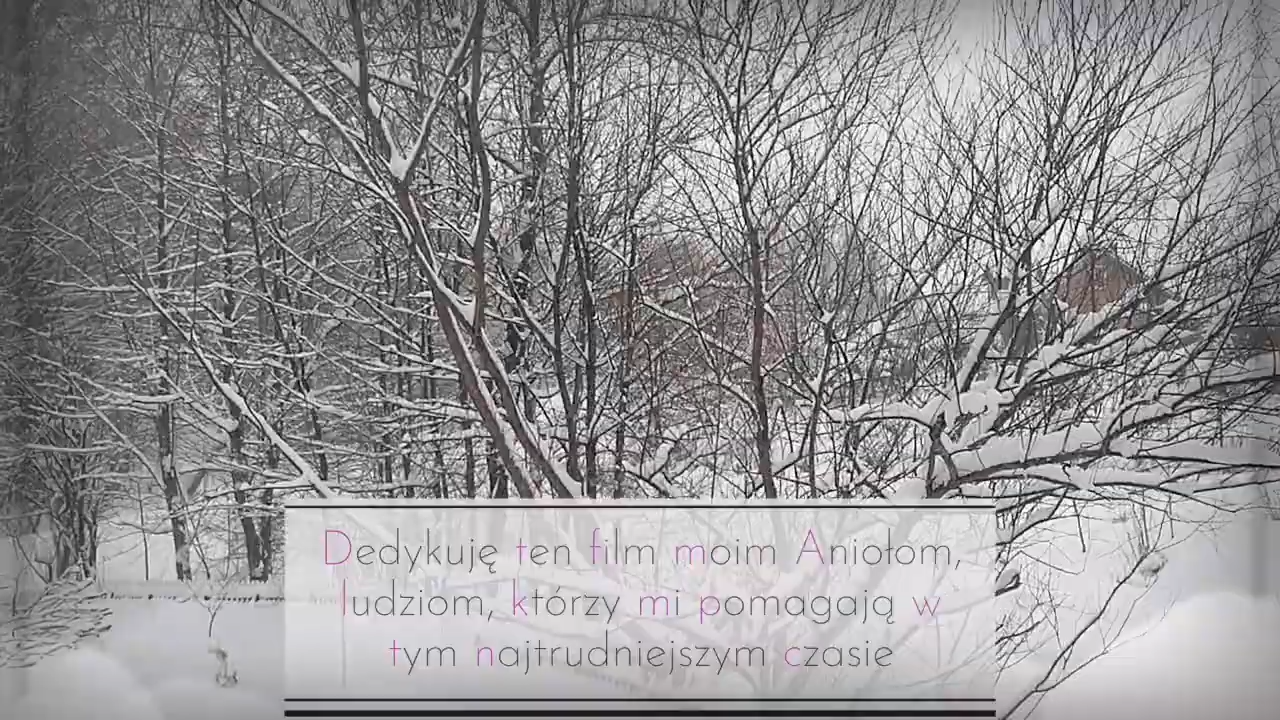 Dedykuję ten film moim Aniołom,
ludziom, którzy mi pomagają w
tym najtrudniejszym czasie